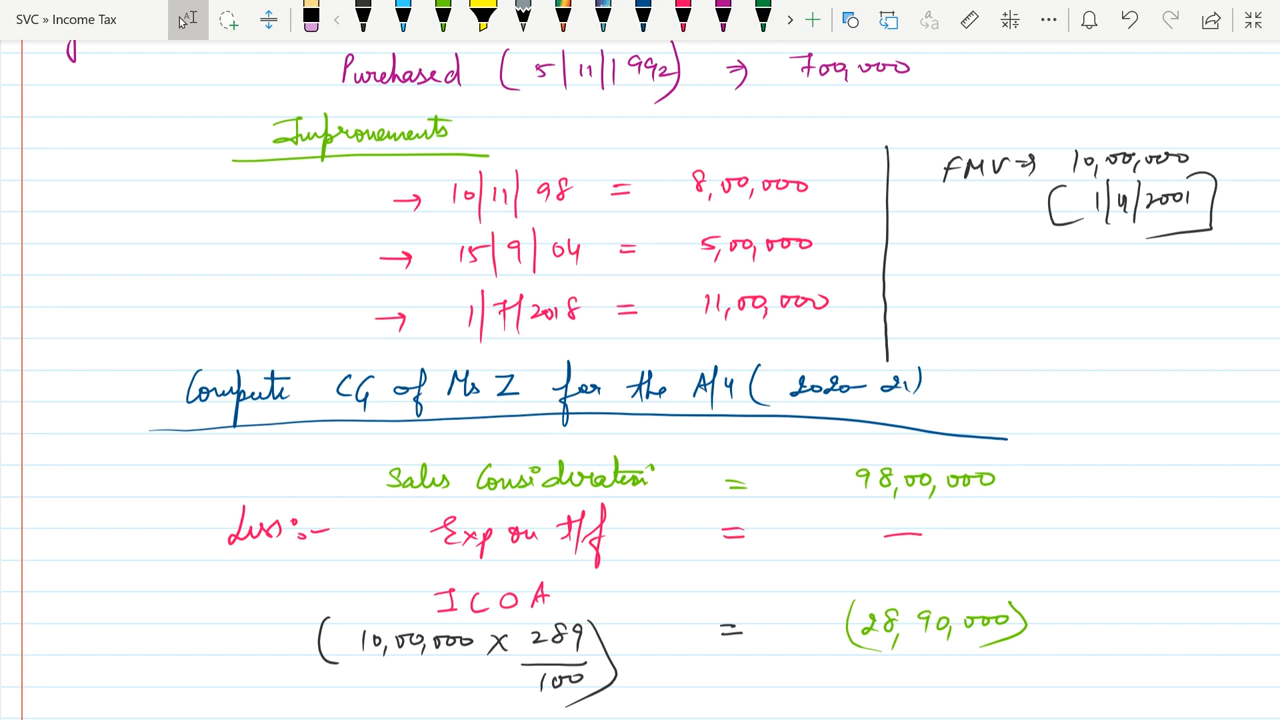 SVC » Income Tax
Purchased ( 5/11/1992) ⇒ 700,000
Improvements
→ 10/11/98 = 8,00,000
FMV ⇒ 10,00,000
[ 1/4/2001 ]
→ 15/9/04 = 5,00,000
→ 1/7/2018 = 11,00,000
Compute CG of Ms Z for the A/Y ( 2020-21)
Sales Consideration = 98,00,000
Less:- Exp on t/f = —
ICOA
( 10,00,000 × 289/100 ) = (28,90,000)